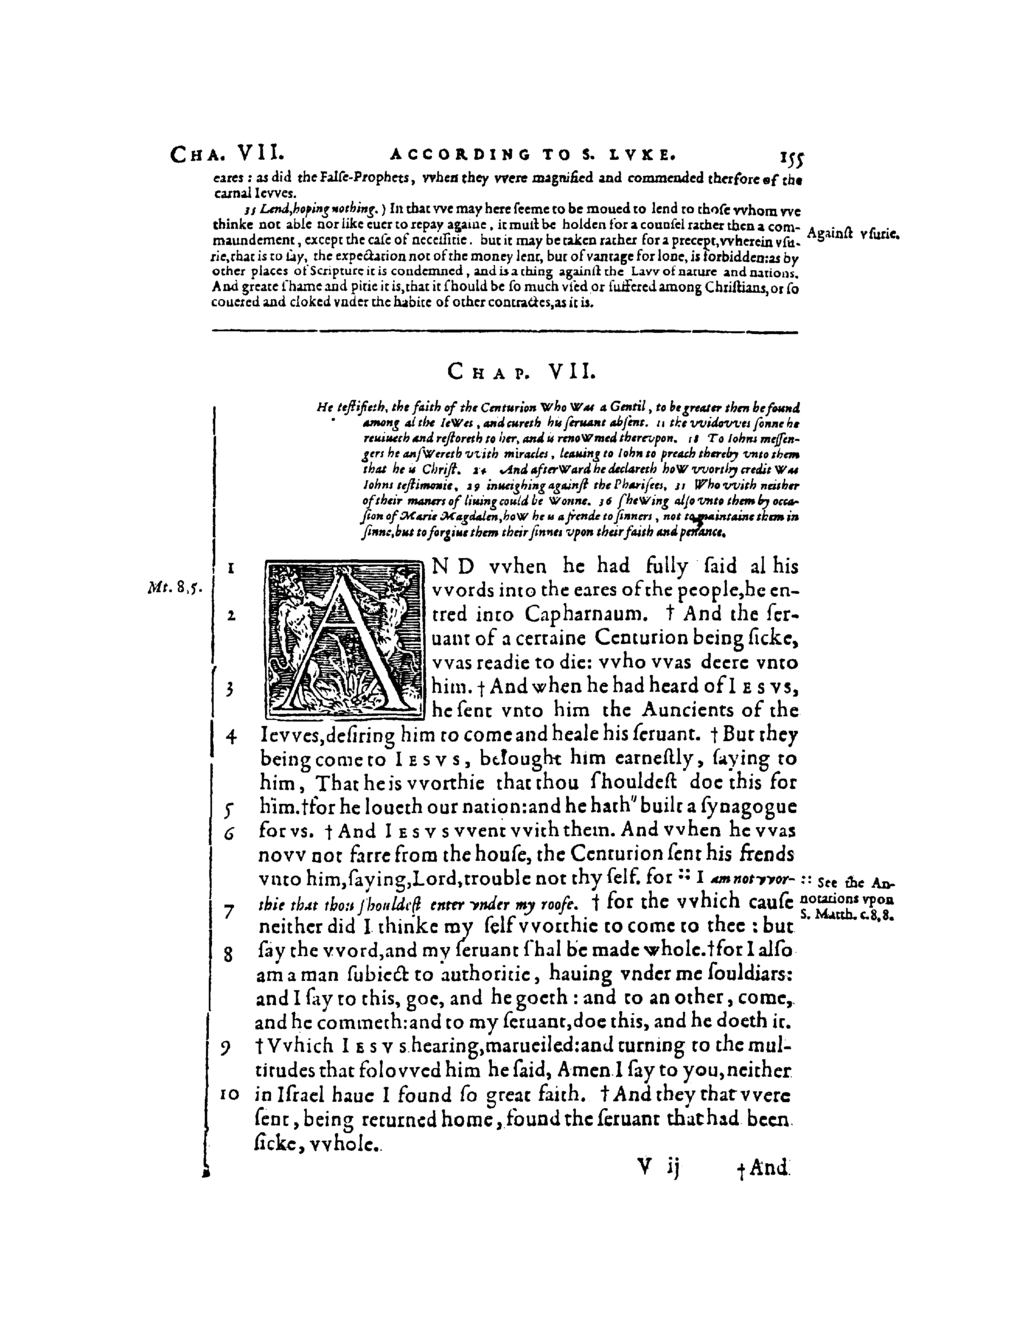 CHA. VII. ACCORDING TO S. LVKE. 155
eares : as did the Falſe-Prophets, vvhen they vvere magnified and commended therfore of the
carnal Ievves.
35 Lend, hoping nothing. ) In that vve may here ſeeme to be moued to lend to thoſe vvhom vve
thinke not able nor like euer to repay againe, it muſt be holden for a counſel rather then a com-
maundement, except the caſe of neceſſitie. but it may be taken rather for a precept, vvherein vſu-
rie, that is to ſay, the expectation not of the money lent, but of vantage for lone, is forbidden: as by
other places of Scripture it is condemned, and is a thing againſt the Lavv of nature and nations.
And greate ſhame and pitie it is, that it ſhould be ſo much vſed or ſuffered among Chriſtians, or ſo
couered and cloked vnder the habite of other contractes, as it is.
Againſt vſurie.
CHAP. VII.
He teſtifieth, the faith of the Centurion Who Was a Gentil, to be greater then he found
among al the IeWes, and cureth his ſeruant abſent. 11 the vvidovves ſonne he
reuiueth and reſtoreth to her, and is renoWmed therevpon. 18 To Iohns meſſen-
gers he anſWereth vvith miracles, leauing to Iohn to preach thereby vnto them
that he is Chriſt. 24 And afterWard he declareth hoW vvorthy credit Was
Iohns teſtimonie, 29 inueighing againſt the Phariſees, 31 Who vvith neither
of their maners of liuing could be Wonne. 36 ſheWing alſo vnto them by occa-
ſion of Marie Magdalen, hoW he is a frende to ſinners, not to maintaine them in
ſinne, but to forgiue them their ſinnes vpon their faith and penance.
1 AND vvhen he had fully ſaid al his
Mt. 8,5. vvords into the eares of the people, he en-
2 tred into Capharnaum. † And the ſer-
uant of a certaine Centurion being ſicke,
vvas readie to die: vvho vvas deere vnto
3 him. † And when he had heard of IESVS,
he ſent vnto him the Auncients of the
4 Ievves, deſiring him to come and heale his ſeruant. † But they
being come to IESVS, beſought him earneſtly, ſaying to
him, That he is vvorthie that thou ſhouldeſt doe this for
5 him. † for he loueth our nation: and he hath" built a ſynagogue
6 for vs. † And IESVS vvent vvith them. And vvhen he vvas
novv not farre from the houſe, the Centurion ſent his frends
vnto him, ſaying, Lord, trouble not thy ſelf. for :: I am not vvor-
thie that thou ſhouldeſt enter vnder my roofe. † for the vvhich cauſe
:: See the An-
notations vpon
S. Matth. c. 8, 8.
7 neither did I thinke my ſelf vvorthie to come to thee : but
8 ſay the vvord, and my ſeruant ſhal be made whole. † for I alſo
am a man ſubiect to authoritie, hauing vnder me ſouldiars:
and I ſay to this, goe, and he goeth : and to an other, come,
and he commeth: and to my ſeruant, doe this, and he doeth it.
9 † Vvhich IESVS hearing, marueiled: and turning to the mul-
titudes that folovved him he ſaid, Amen I ſay to you, neither
10 in Iſrael haue I found ſo great faith. † And they that vvere
ſent, being returned home, found the ſeruant that had been
ſicke, vvhole.
V ij † And